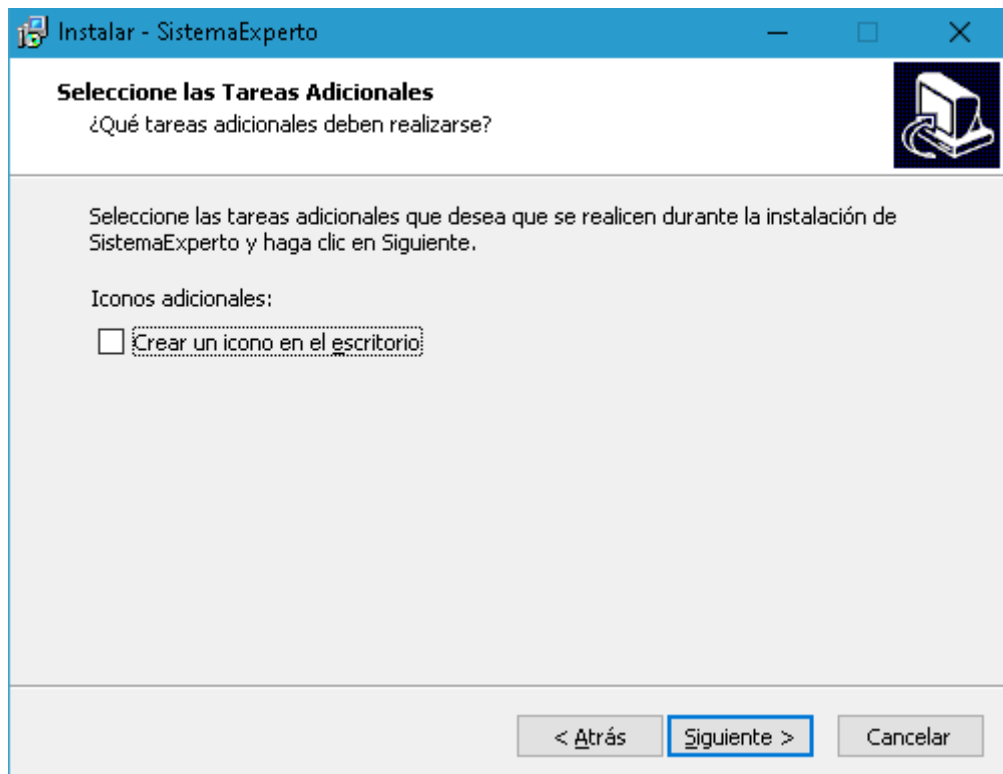 Instalar - SistemaExperto
Seleccione las Tareas Adicionales
¿Qué tareas adicionales deben realizarse?
Seleccione las tareas adicionales que desea que se realicen durante la instalación de
SistemaExperto y haga clic en Siguiente.
Iconos adicionales:
Crear un icono en el escritorio
< Atrás
Siguiente >
Cancelar